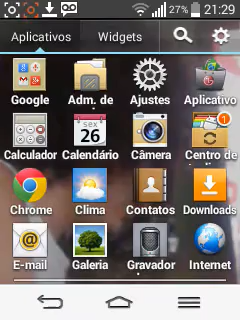 27% 21:29
Aplicativos Widgets
Google Adm. de Ajustes Aplicativo
sex
26
Calculador Calendário Câmera Centro de
Chrome Clima Contatos Downloads
E-mail Galeria Gravador Internet